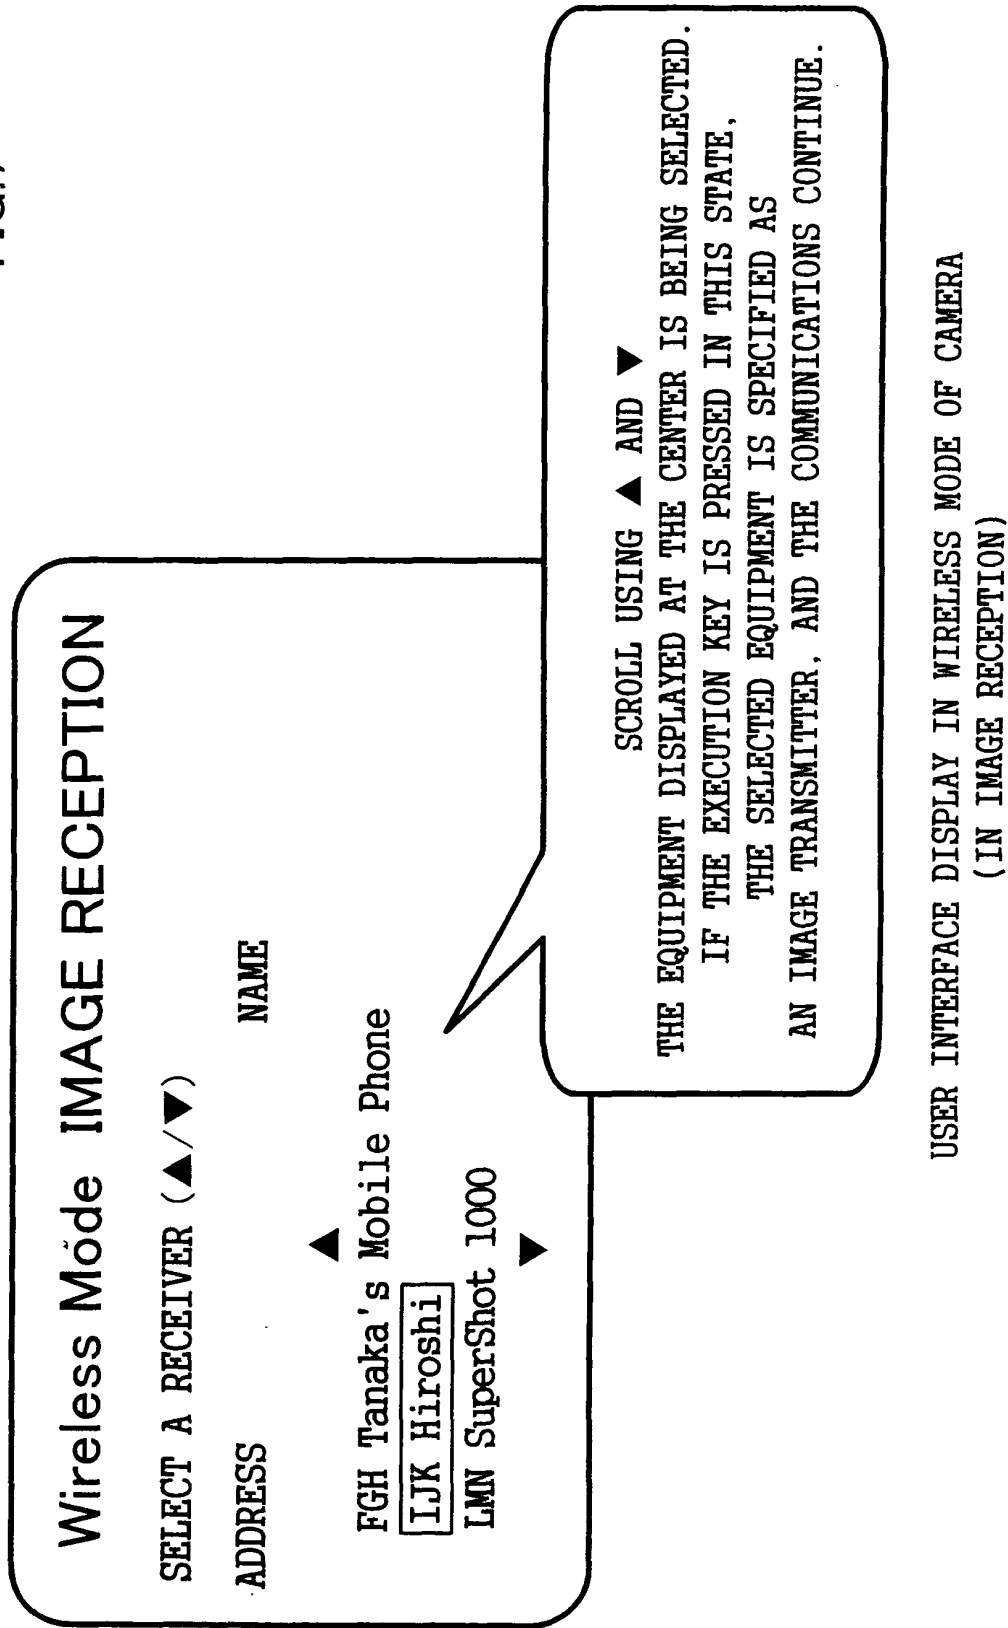 Wireless Mode IMAGE RECEPTION
SELECT A RECEIVER (▲/▼)
ADDRESS NAME
▲
FGH Tanaka's Mobile Phone
IJK Hiroshi
LMN SuperShot 1000
▼
SCROLL USING ▲ AND ▼
THE EQUIPMENT DISPLAYED AT THE CENTER IS BEING SELECTED.
IF THE EXECUTION KEY IS PRESSED IN THIS STATE,
THE SELECTED EQUIPMENT IS SPECIFIED AS
AN IMAGE TRANSMITTER, AND THE COMMUNICATIONS CONTINUE.
USER INTERFACE DISPLAY IN WIRELESS MODE OF CAMERA
(IN IMAGE RECEPTION)